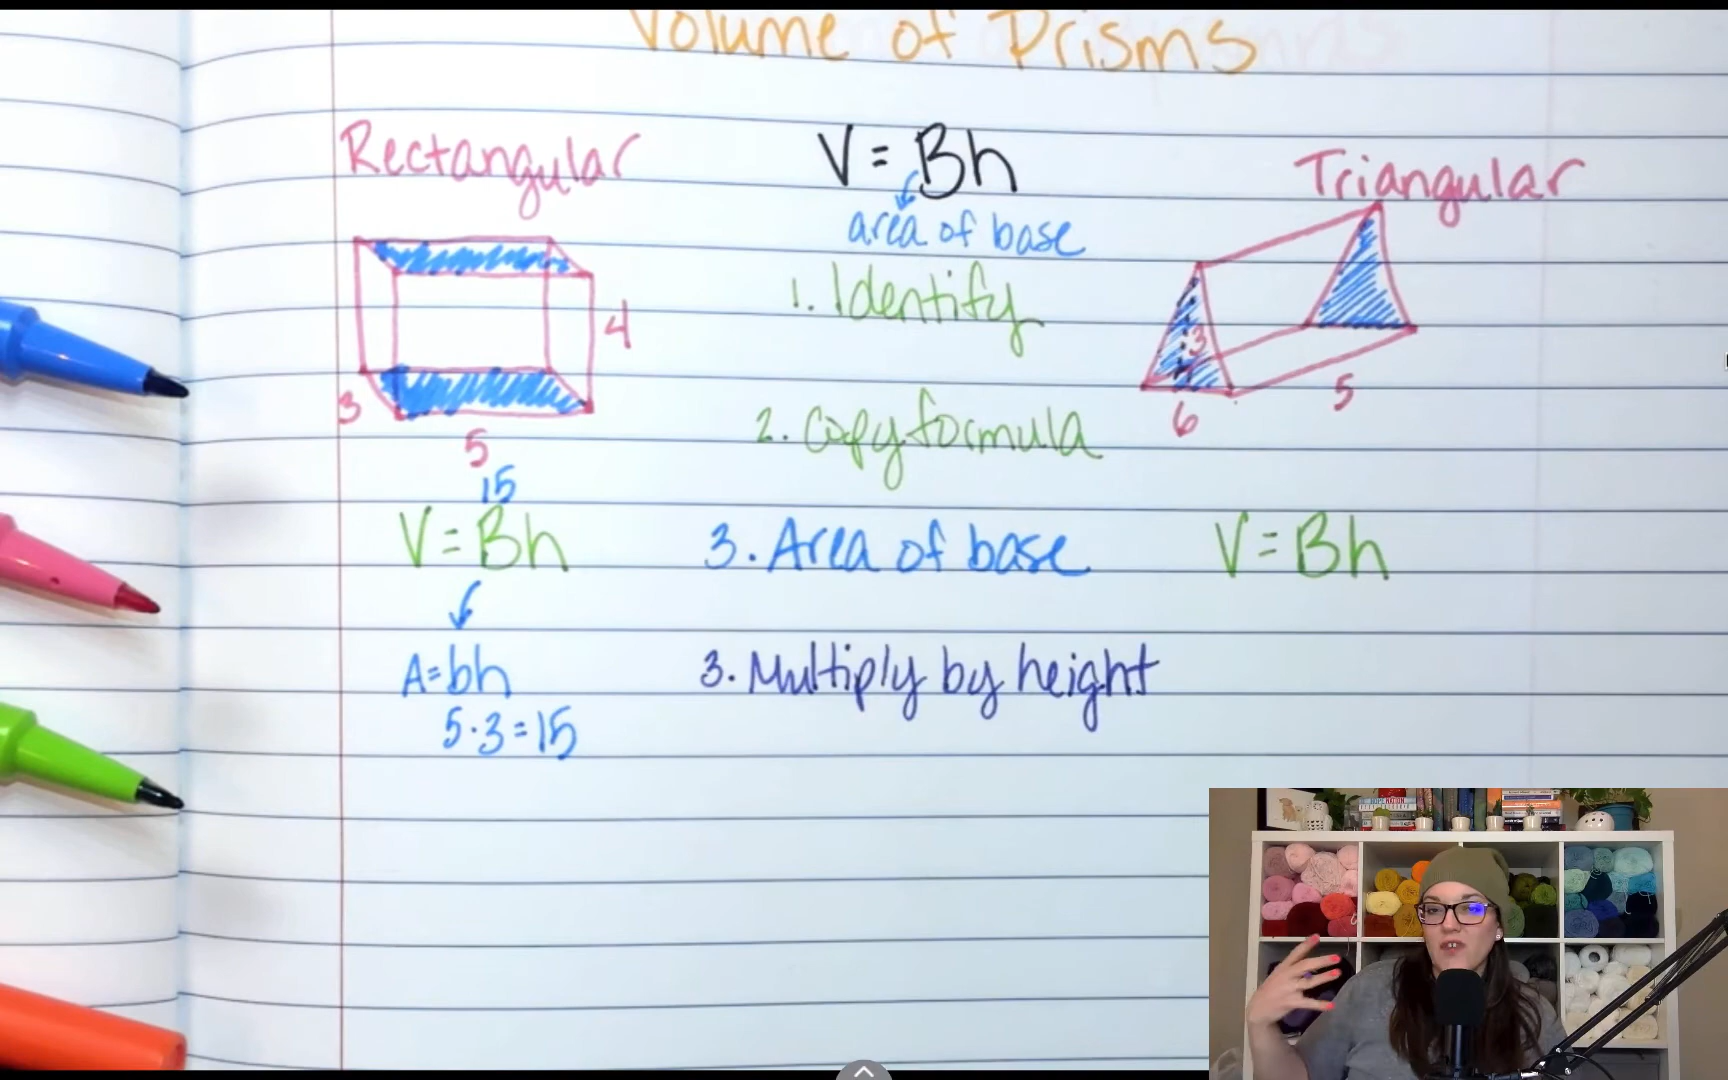 Volume of Prisms
Rectangular
V = Bh
area of base
Triangular
1. Identify
4
3
5
3
6
5
2. Copy formula
15
V = Bh
3. Area of base
V = Bh
A = bh
5 · 3 = 15
3. Multiply by height